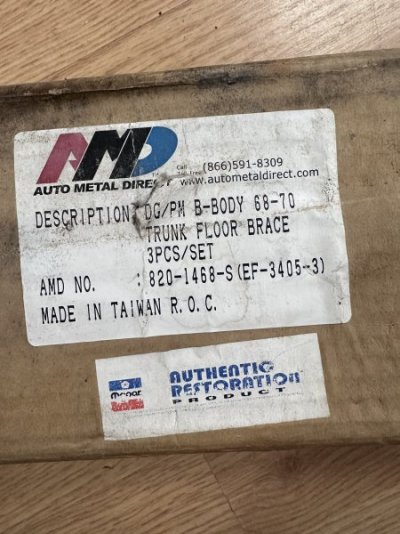 AMD
Call
Toll Free (866)591-8309
AUTO METAL DIRECT www.autometaldirect.com
DESCRIPTION: DG/PM B-BODY 68-70
TRUNK FLOOR BRACE
3PCS/SET
AMD NO. : 820-1468-S(EF-3405-3)
MADE IN TAIWAN R.O.C.
mopar
AUTHENTIC
RESTORATION
PRODUCT